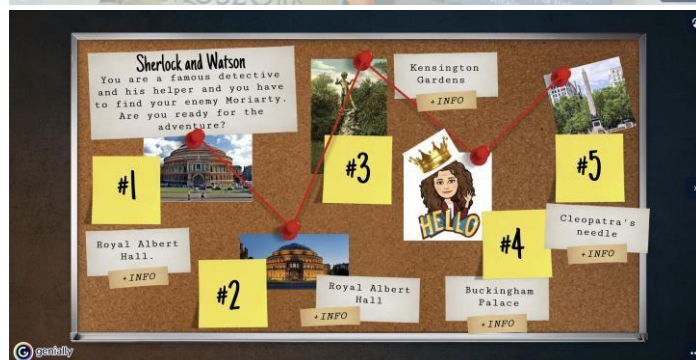 Sherlock and Watson
You are a famous detective
and his helper and you have
to find your enemy Moriarty.
Are you ready for the
adventure?
#1
Royal Albert
Hall.
+INFO
#2
Royal Albert
Hall
+INFO
#3
Kensington
Gardens
+INFO
HELLO
#4
Buckingham
Palace
+INFO
#5
Cleopatra's
needle
+INFO
genially